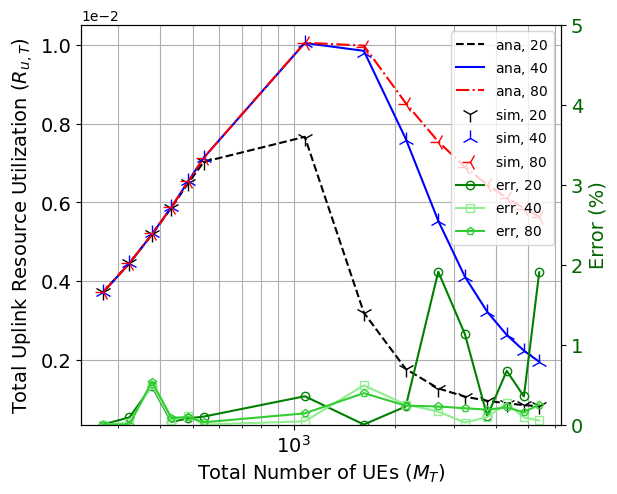 1e−2
1.0
0.8
0.6
0.4
0.2
Total Uplink Resource Utilization (R_{u,T})
ana, 20
ana, 40
ana, 80
sim, 20
sim, 40
sim, 80
err, 20
err, 40
err, 80
5
4
3
2
1
0
Error (%)
10^3
Total Number of UEs (M_T)